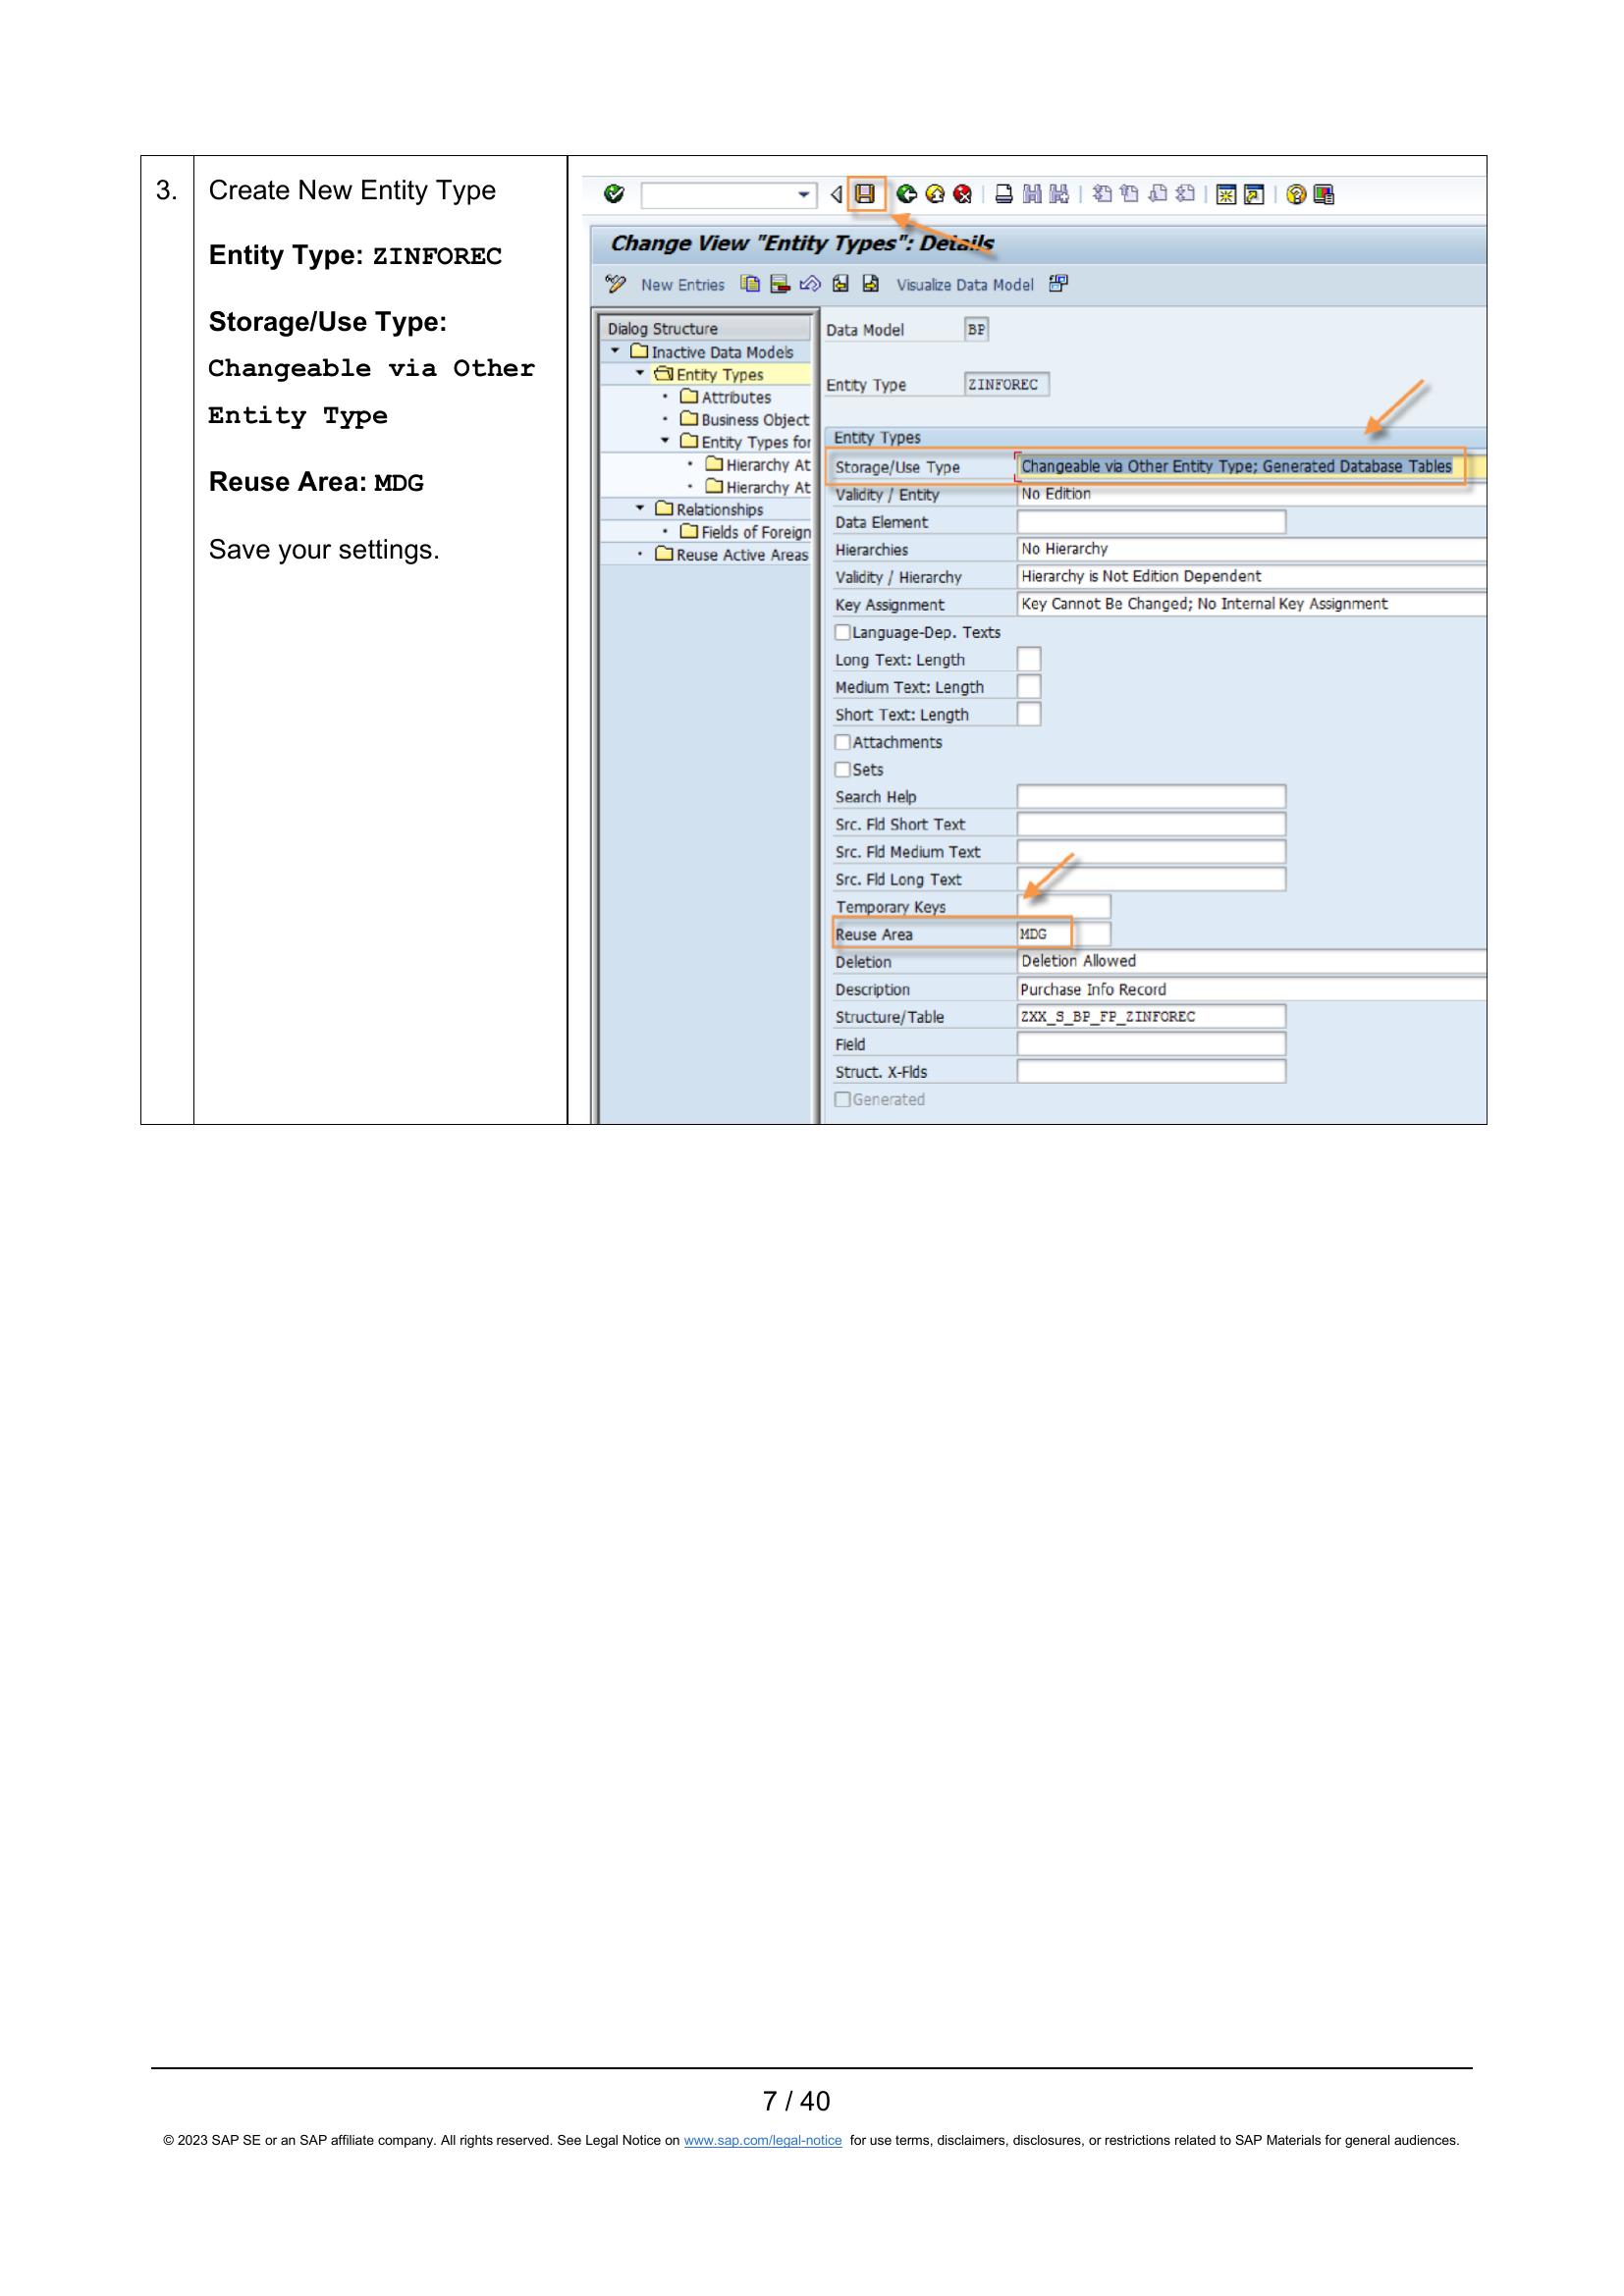 3.
Create New Entity Type
Entity Type: ZINFOREC
Storage/Use Type:
Changeable via Other
Entity Type
Reuse Area: MDG
Save your settings.
Change View "Entity Types": Details
New Entries
Visualize Data Model
Dialog Structure
Inactive Data Models
Entity Types
Attributes
Business Object
Entity Types for
Hierarchy At
Hierarchy At
Relationships
Fields of Foreign
Reuse Active Areas
Data Model BP
Entity Type ZINFOREC
Entity Types
Storage/Use Type Changeable via Other Entity Type; Generated Database Tables
Validity / Entity No Edition
Data Element
Hierarchies No Hierarchy
Validity / Hierarchy Hierarchy is Not Edition Dependent
Key Assignment Key Cannot Be Changed; No Internal Key Assignment
Language-Dep. Texts
Long Text: Length
Medium Text: Length
Short Text: Length
Attachments
Sets
Search Help
Src. Fld Short Text
Src. Fld Medium Text
Src. Fld Long Text
Temporary Keys
Reuse Area MDG
Deletion Deletion Allowed
Description Purchase Info Record
Structure/Table ZXX_S_BP_FP_ZINFOREC
Field
Struct. X-Flds
Generated
7 / 40
© 2023 SAP SE or an SAP affiliate company. All rights reserved. See Legal Notice on www.sap.com/legal-notice for use terms, disclaimers, disclosures, or restrictions related to SAP Materials for general audiences.